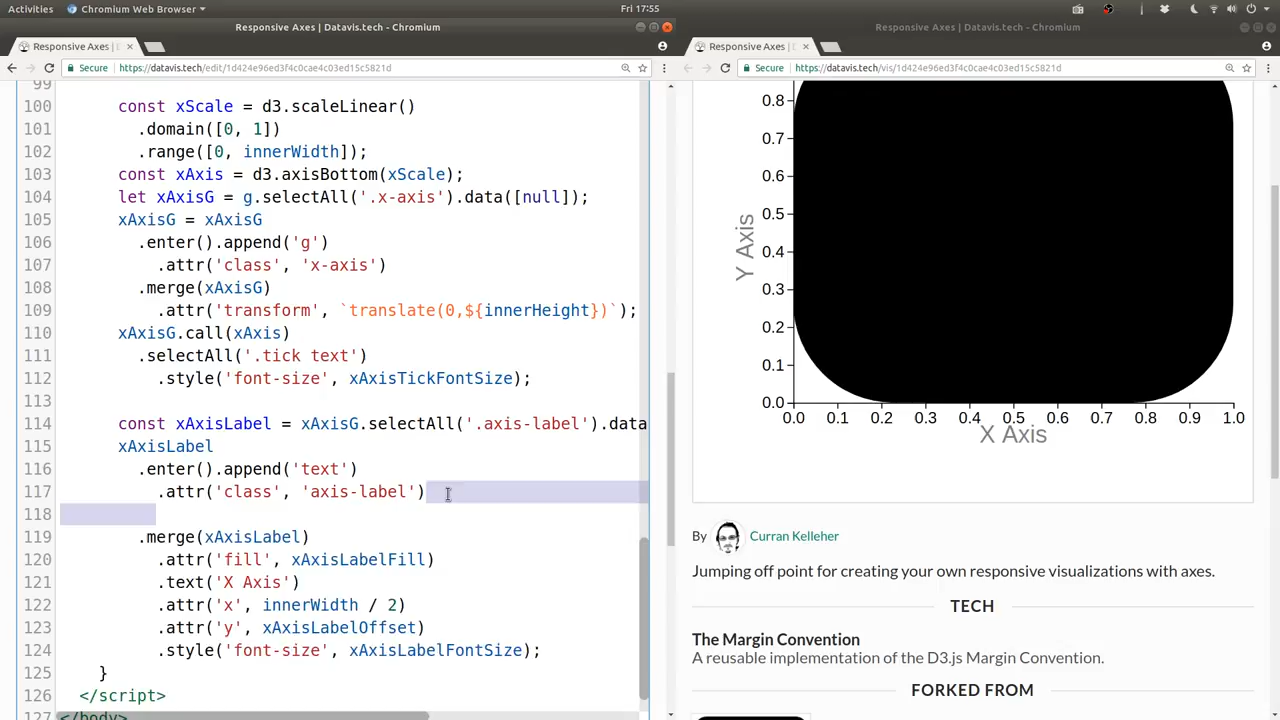 Activities
Chromium Web Browser
Fri 17:55
Responsive Axes | Datavis.tech - Chromium
Responsive Axes | Datavis.tech - Chromium
Responsive Axes |
Responsive Axes |
Secure
https://datavis.tech/edit/1d424e96ed3f4c0cae4c03ed15c5821d
Secure
https://datavis.tech/vis/1d424e96ed3f4c0cae4c03ed15c5821d
99
100 const xScale = d3.scaleLinear()
101 .domain([0, 1])
102 .range([0, innerWidth]);
103 const xAxis = d3.axisBottom(xScale);
104 let xAxisG = g.selectAll('.x-axis').data([null]);
105 xAxisG = xAxisG
106 .enter().append('g')
107 .attr('class', 'x-axis')
108 .merge(xAxisG)
109 .attr('transform', `translate(0,${innerHeight})`);
110 xAxisG.call(xAxis)
111 .selectAll('.tick text')
112 .style('font-size', xAxisTickFontSize);
113
114 const xAxisLabel = xAxisG.selectAll('.axis-label').data
115 xAxisLabel
116 .enter().append('text')
117 .attr('class', 'axis-label')
118
119 .merge(xAxisLabel)
120 .attr('fill', xAxisLabelFill)
121 .text('X Axis')
122 .attr('x', innerWidth / 2)
123 .attr('y', xAxisLabelOffset)
124 .style('font-size', xAxisLabelFontSize);
125 }
126 </script>
127 </body>
0.8
0.7
0.6
0.5
0.4
0.3
0.2
0.1
0.0
Y Axis
0.0 0.1 0.2 0.3 0.4 0.5 0.6 0.7 0.8 0.9 1.0
X Axis
By Curran Kelleher
Jumping off point for creating your own responsive visualizations with axes.
TECH
The Margin Convention
A reusable implementation of the D3.js Margin Convention.
FORKED FROM